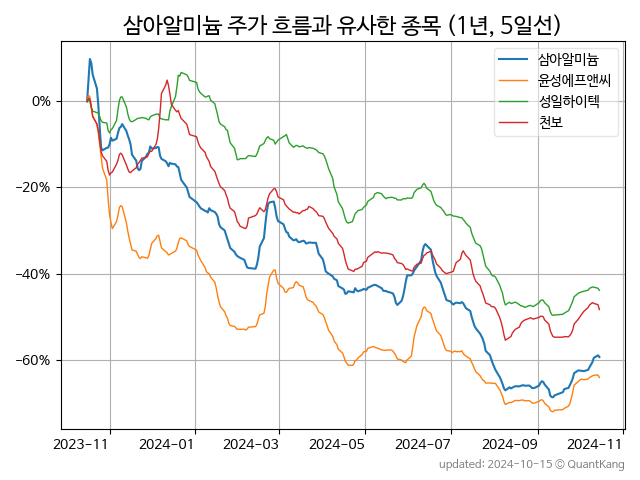 삼아알미늄 주가 흐름과 유사한 종목 (1년, 5일선)
삼아알미늄
윤성에프앤씨
성일하이텍
천보
0%
−20%
−40%
−60%
2023-11 2024-01 2024-03 2024-05 2024-07 2024-09 2024-11
updated: 2024-10-15 © QuantKang